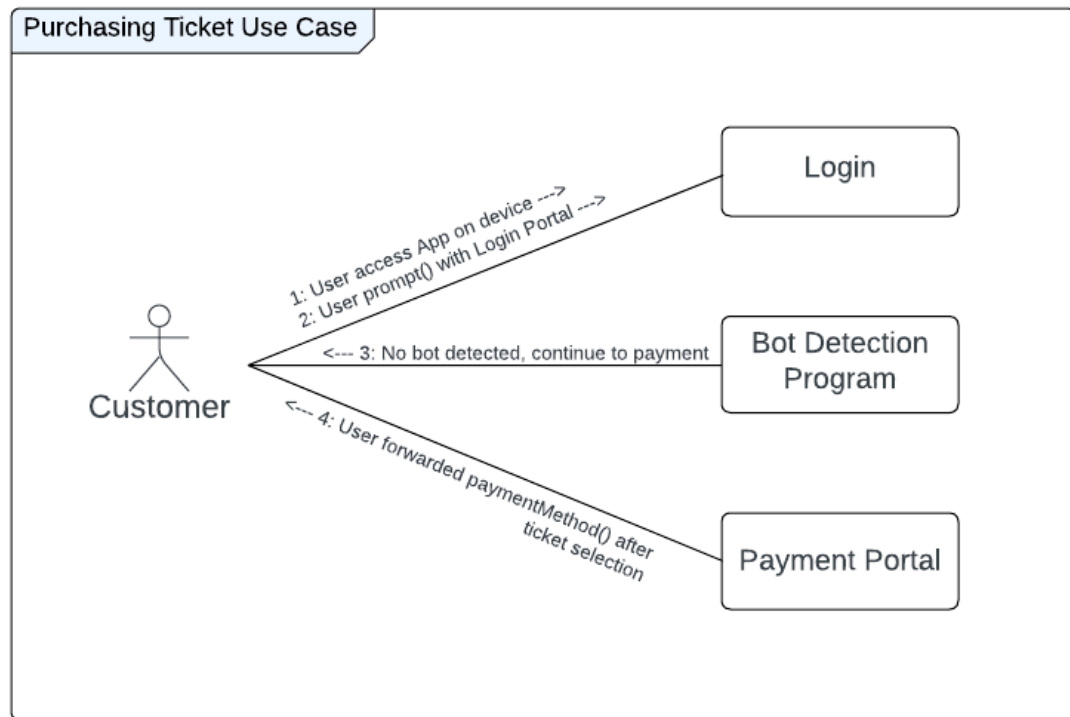 Purchasing Ticket Use Case
Login
1: User access App on device --->
2: User prompt() with Login Portal --->
<--- 3: No bot detected, continue to payment
Bot Detection
Program
Customer
<--- 4: User forwarded paymentMethod() after
ticket selection
Payment Portal